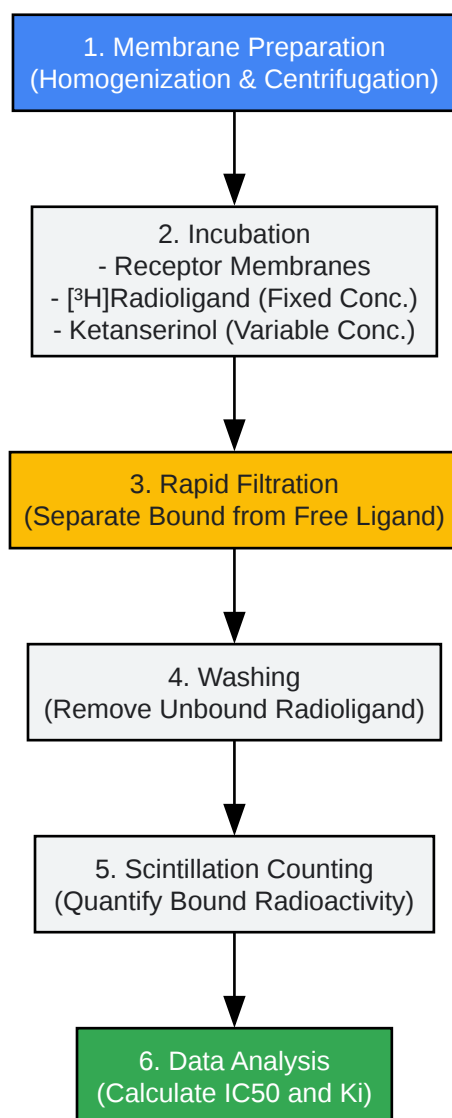 1. Membrane Preparation
(Homogenization & Centrifugation)
2. Incubation
- Receptor Membranes
- [³H]Radioligand (Fixed Conc.)
- Ketanserinol (Variable Conc.)
3. Rapid Filtration
(Separate Bound from Free Ligand)
4. Washing
(Remove Unbound Radioligand)
5. Scintillation Counting
(Quantify Bound Radioactivity)
6. Data Analysis
(Calculate IC50 and Ki)